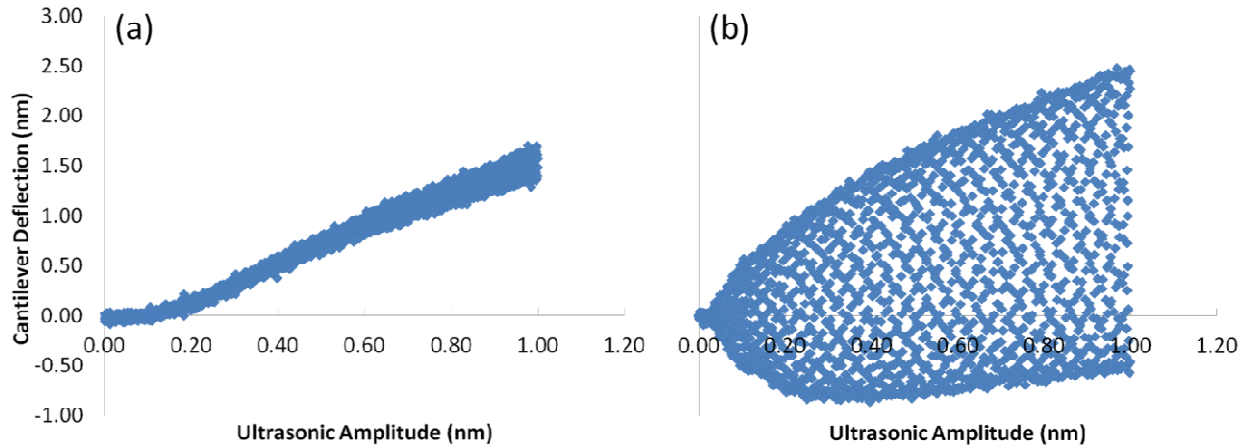 (a)
(b)
3.00
2.50
2.00
1.50
1.00
0.50
0.00
-0.50
-1.00
Cantilever Deflection (nm)
0.00 0.20 0.40 0.60 0.80 1.00 1.20
Ultrasonic Amplitude (nm)
0.00 0.20 0.40 0.60 0.80 1.00 1.20
Ultrasonic Amplitude (nm)